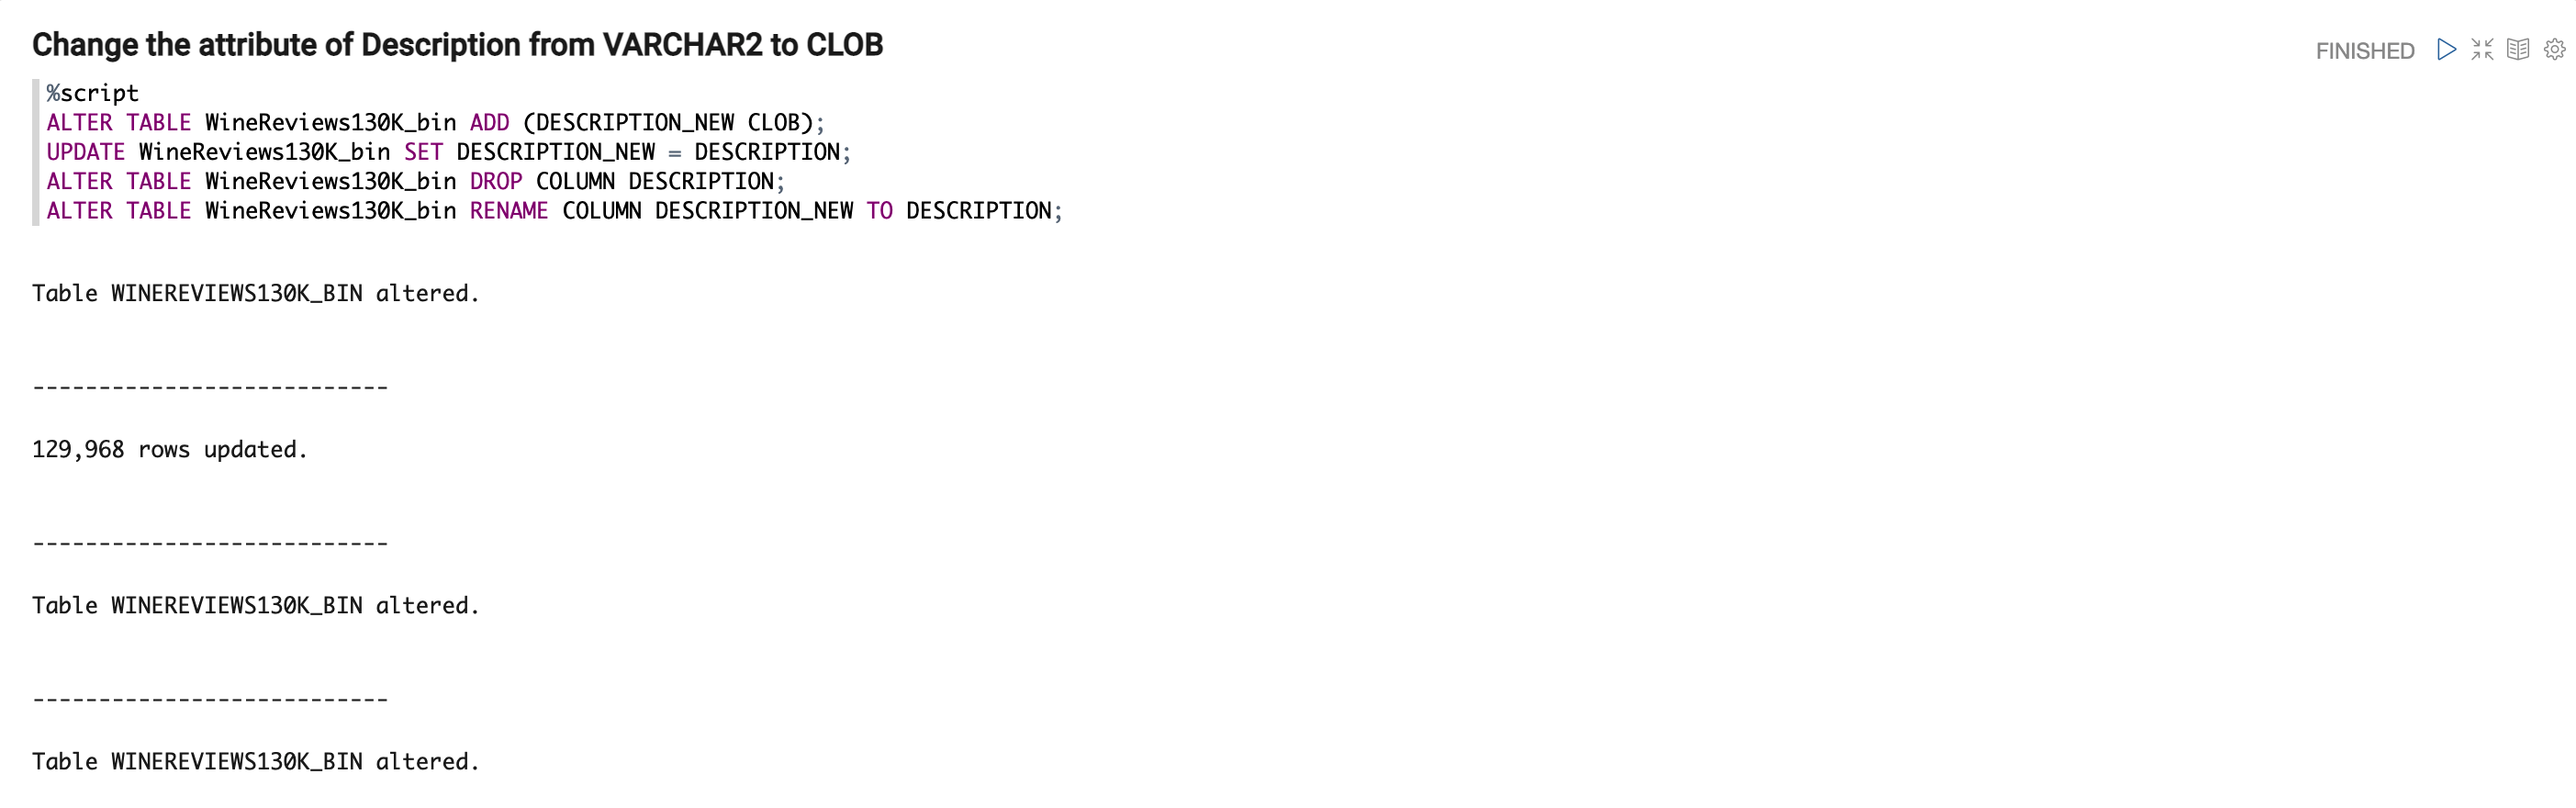 Change the attribute of Description from VARCHAR2 to CLOB
FINISHED
%script
ALTER TABLE WineReviews130K_bin ADD (DESCRIPTION_NEW CLOB);
UPDATE WineReviews130K_bin SET DESCRIPTION_NEW = DESCRIPTION;
ALTER TABLE WineReviews130K_bin DROP COLUMN DESCRIPTION;
ALTER TABLE WineReviews130K_bin RENAME COLUMN DESCRIPTION_NEW TO DESCRIPTION;
Table WINEREVIEWS130K_BIN altered.
---------------------------
129,968 rows updated.
---------------------------
Table WINEREVIEWS130K_BIN altered.
---------------------------
Table WINEREVIEWS130K_BIN altered.